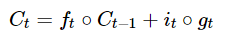 C_t = f_t ∘ C_{t−1} + i_t ∘ g_t